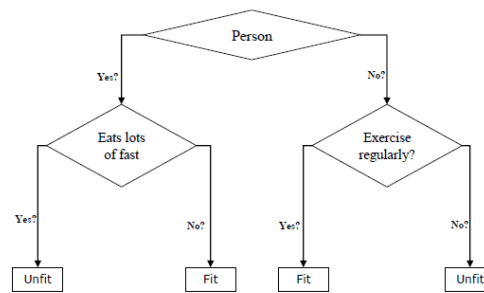 Person
Yes?
No?
Eats lots
of fast
Exercise
regularly?
Yes?
No?
Yes?
No?
Unfit
Fit
Fit
Unfit